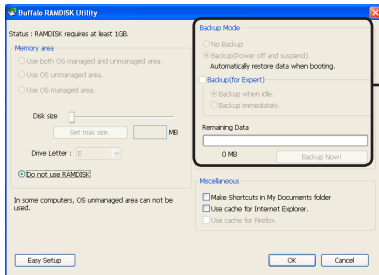 Buffalo RAMDISK Utility
Status : RAMDISK requires at least 1GB.
Memory area
Use both OS managed and unmanaged area.
Use OS unmanaged area.
Use OS managed area.
Disk size
Set max size.
MB
Drive Letter : E
Do not use RAMDISK
In some computers, OS unmanaged area can not be
used.
Easy Setup
Backup Mode
No Backup
Backup(Power off and suspend)
Automatically restore data when booting.
Backup(for Expert)
Backup when idle.
Backup immediately.
Remaining Data
0 MB
Backup Now!
Miscellaneous
Make Shortcuts in My Documents folder
Use cache for Internet Explorer.
Use cache for Firefox.
OK
Cancel